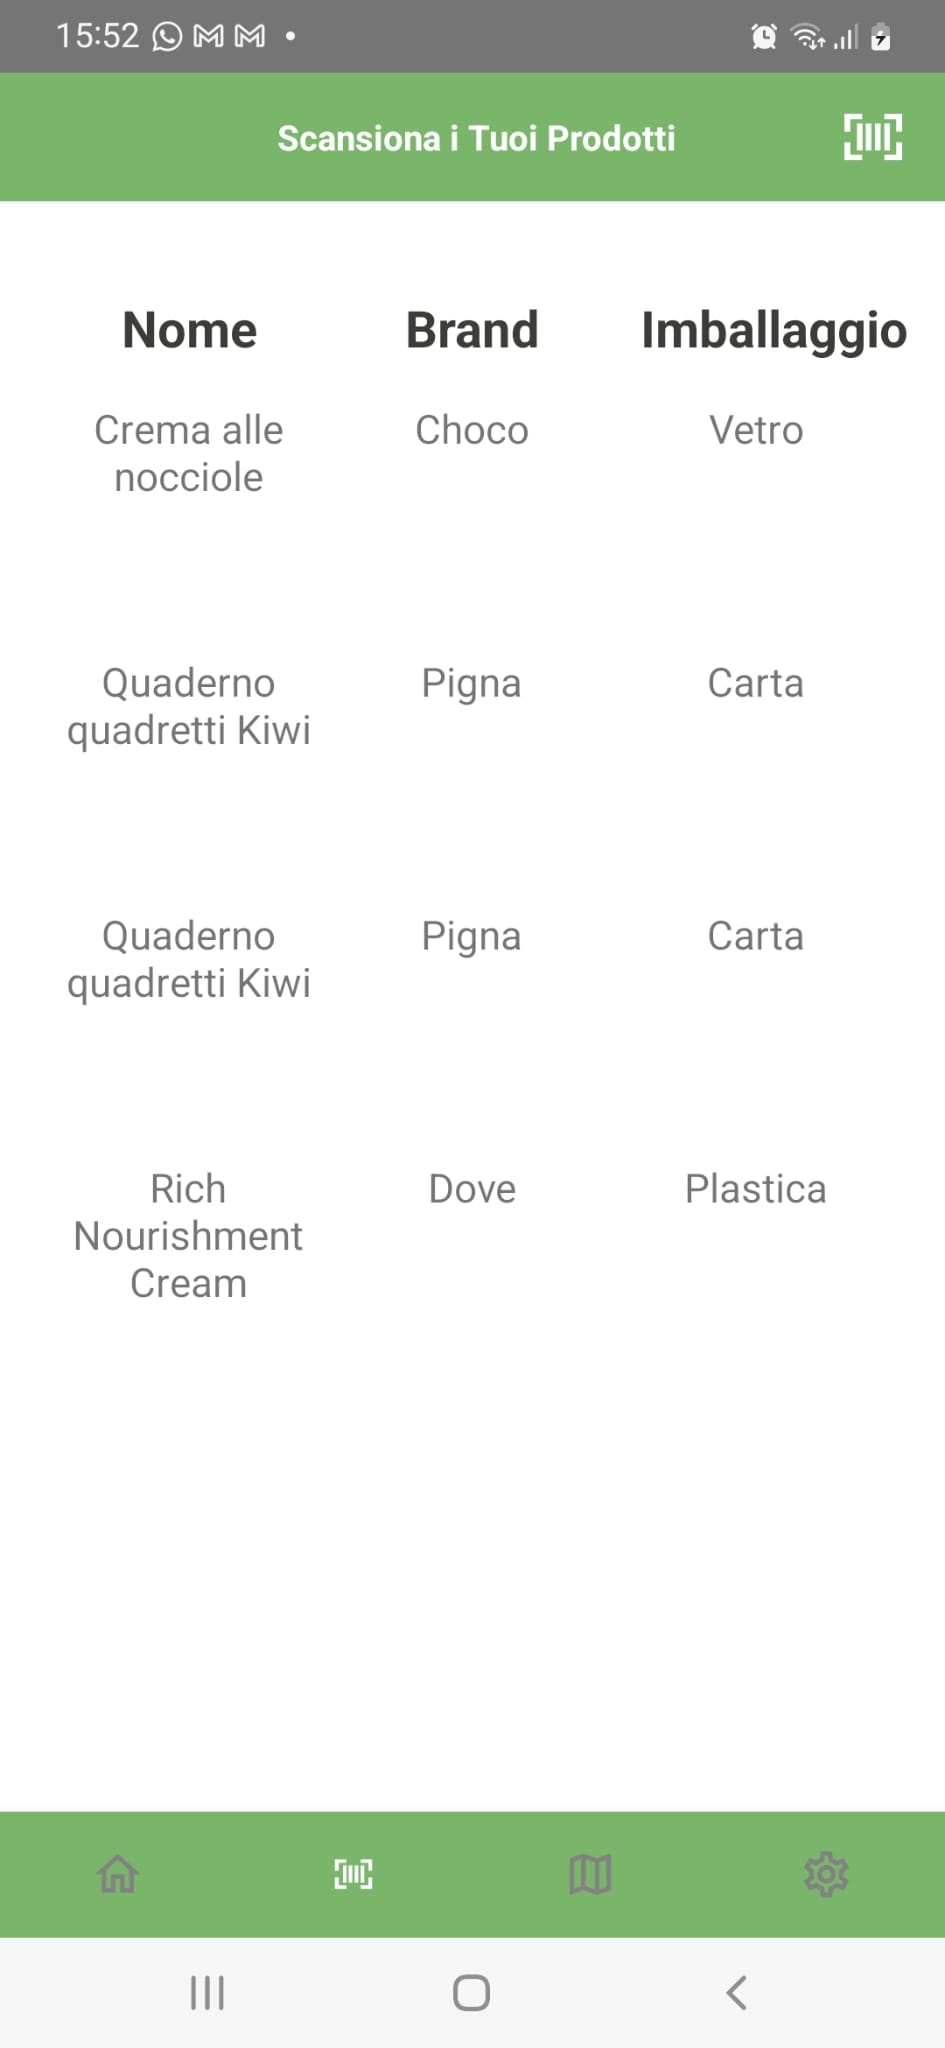 15:52
Scansiona i Tuoi Prodotti
Nome Brand Imballaggio
Crema alle Choco Vetro
nocciole
Quaderno Pigna Carta
quadretti Kiwi
Quaderno Pigna Carta
quadretti Kiwi
Rich Dove Plastica
Nourishment
Cream